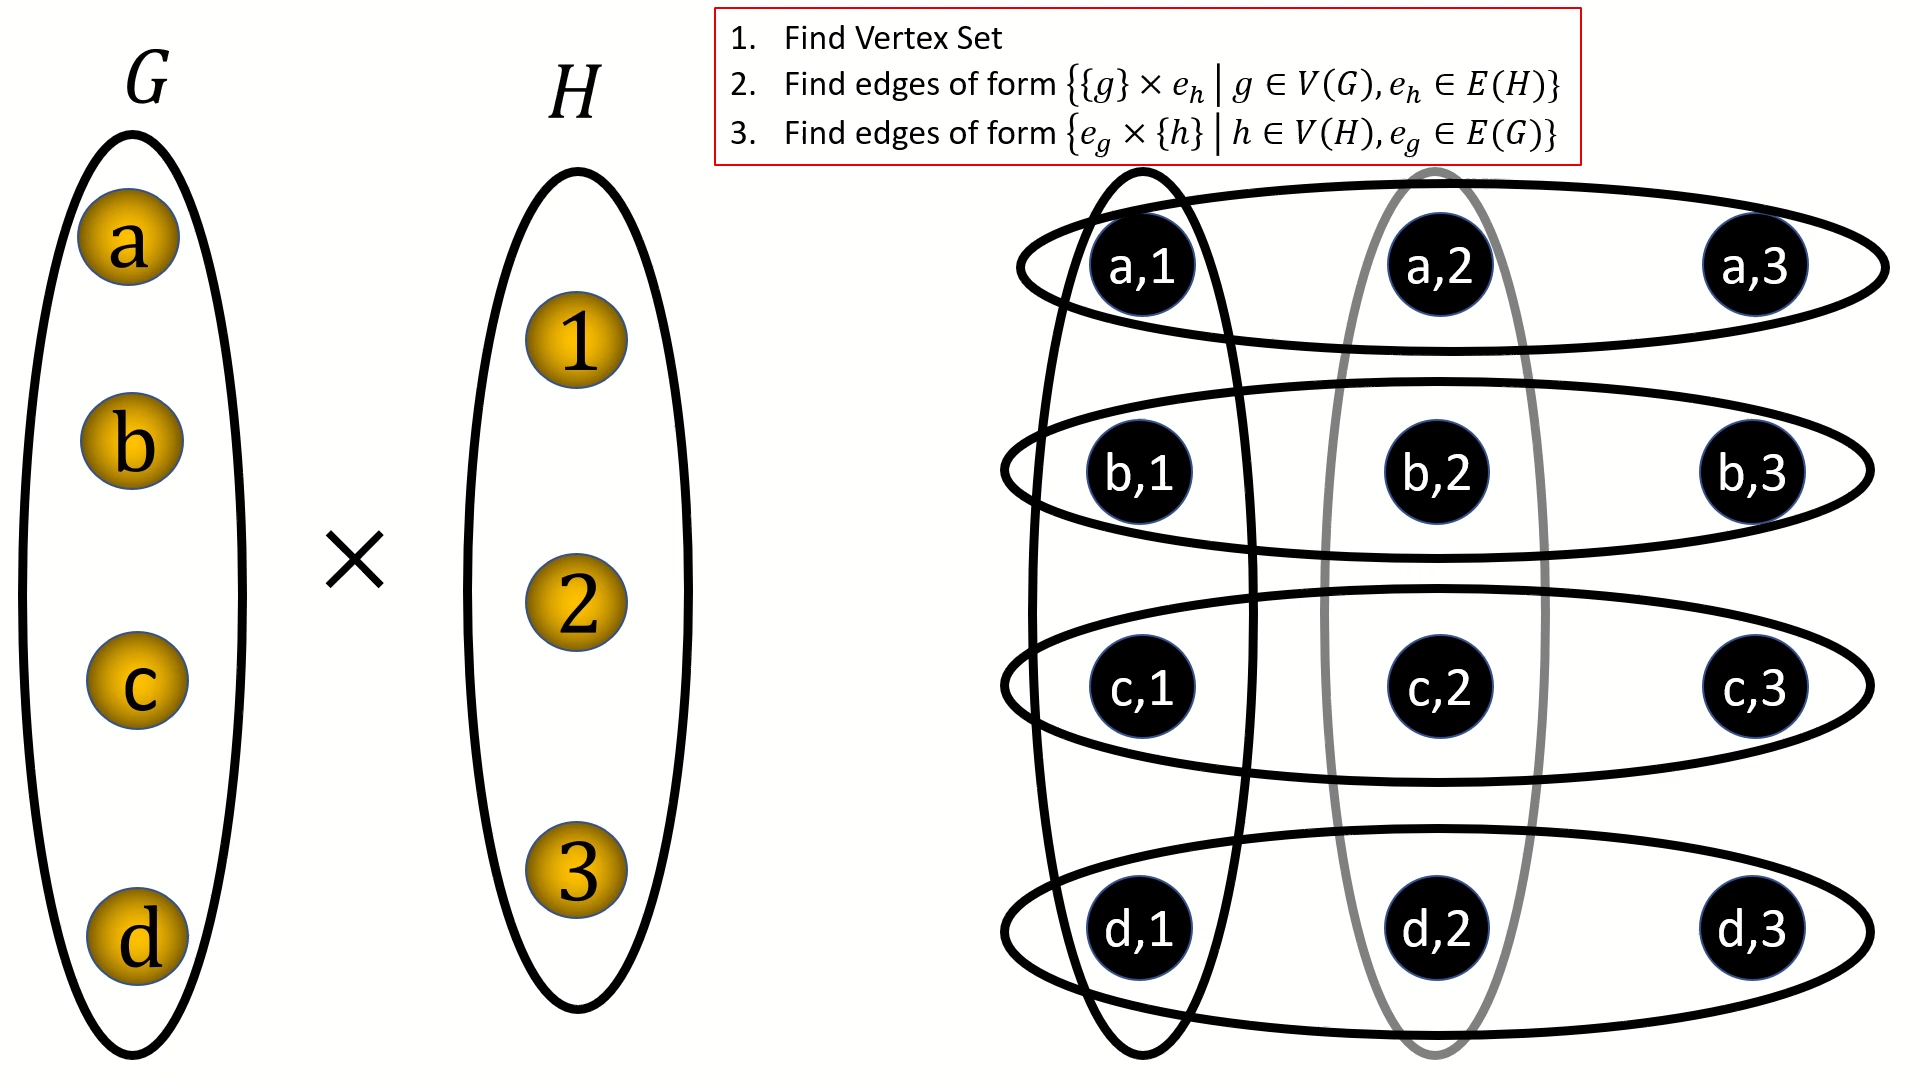 G
H
1. Find Vertex Set
2. Find edges of form {{g} × e_h | g ∈ V(G), e_h ∈ E(H)}
3. Find edges of form {e_g × {h} | h ∈ V(H), e_g ∈ E(G)}
a
b
c
d
×
1
2
3
a,1 a,2 a,3
b,1 b,2 b,3
c,1 c,2 c,3
d,1 d,2 d,3